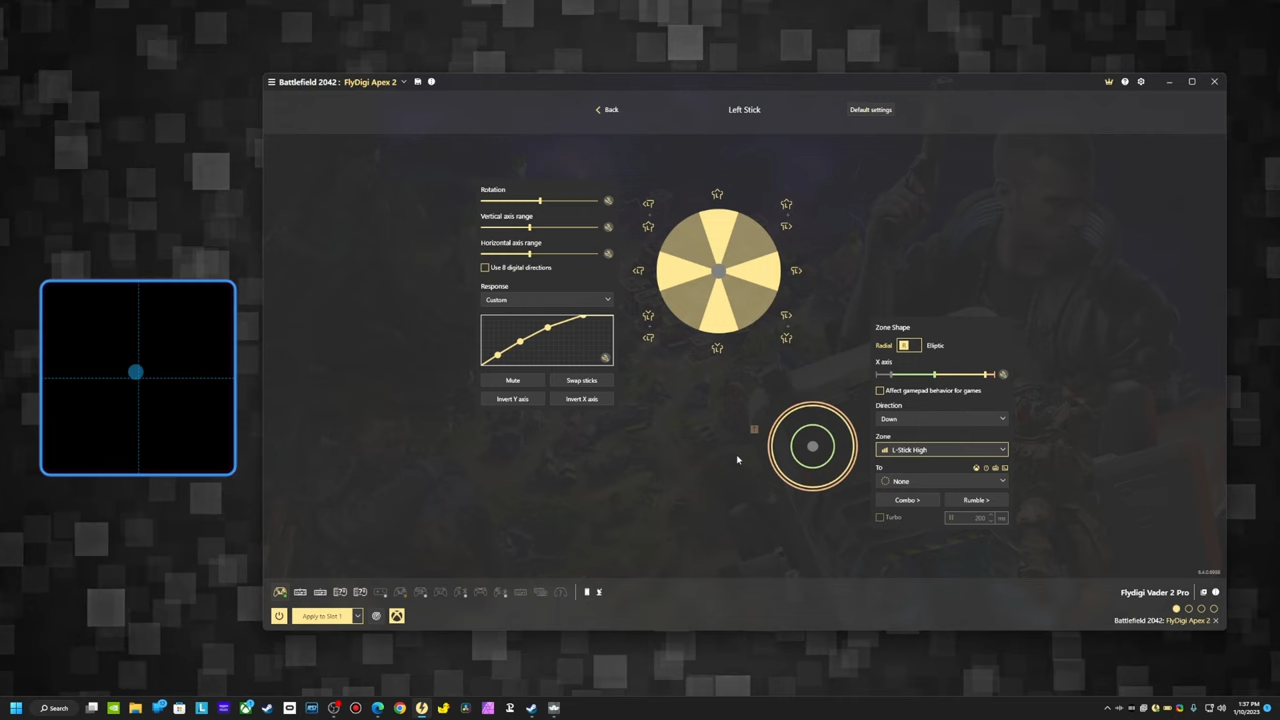 Battlefield 2042 : FlyDigi Apex 2
Back
Left Stick
Default settings
Rotation
Vertical axis range
Horizontal axis range
Use 8 digital directions
Response
Custom
Mute
Swap sticks
Invert Y axis
Invert X axis
Zone Shape
Radial
Elliptic
X axis
Affect gamepad behavior for games
Direction
Down
Zone
L-Stick High
To
None
Combo >
Rumble >
Turbo
200
ms
Flydigi Vader 2 Pro
Apply to Slot 1
Battlefield 2042: FlyDigi Apex 2
Search
1:37 PM
1/10/2023